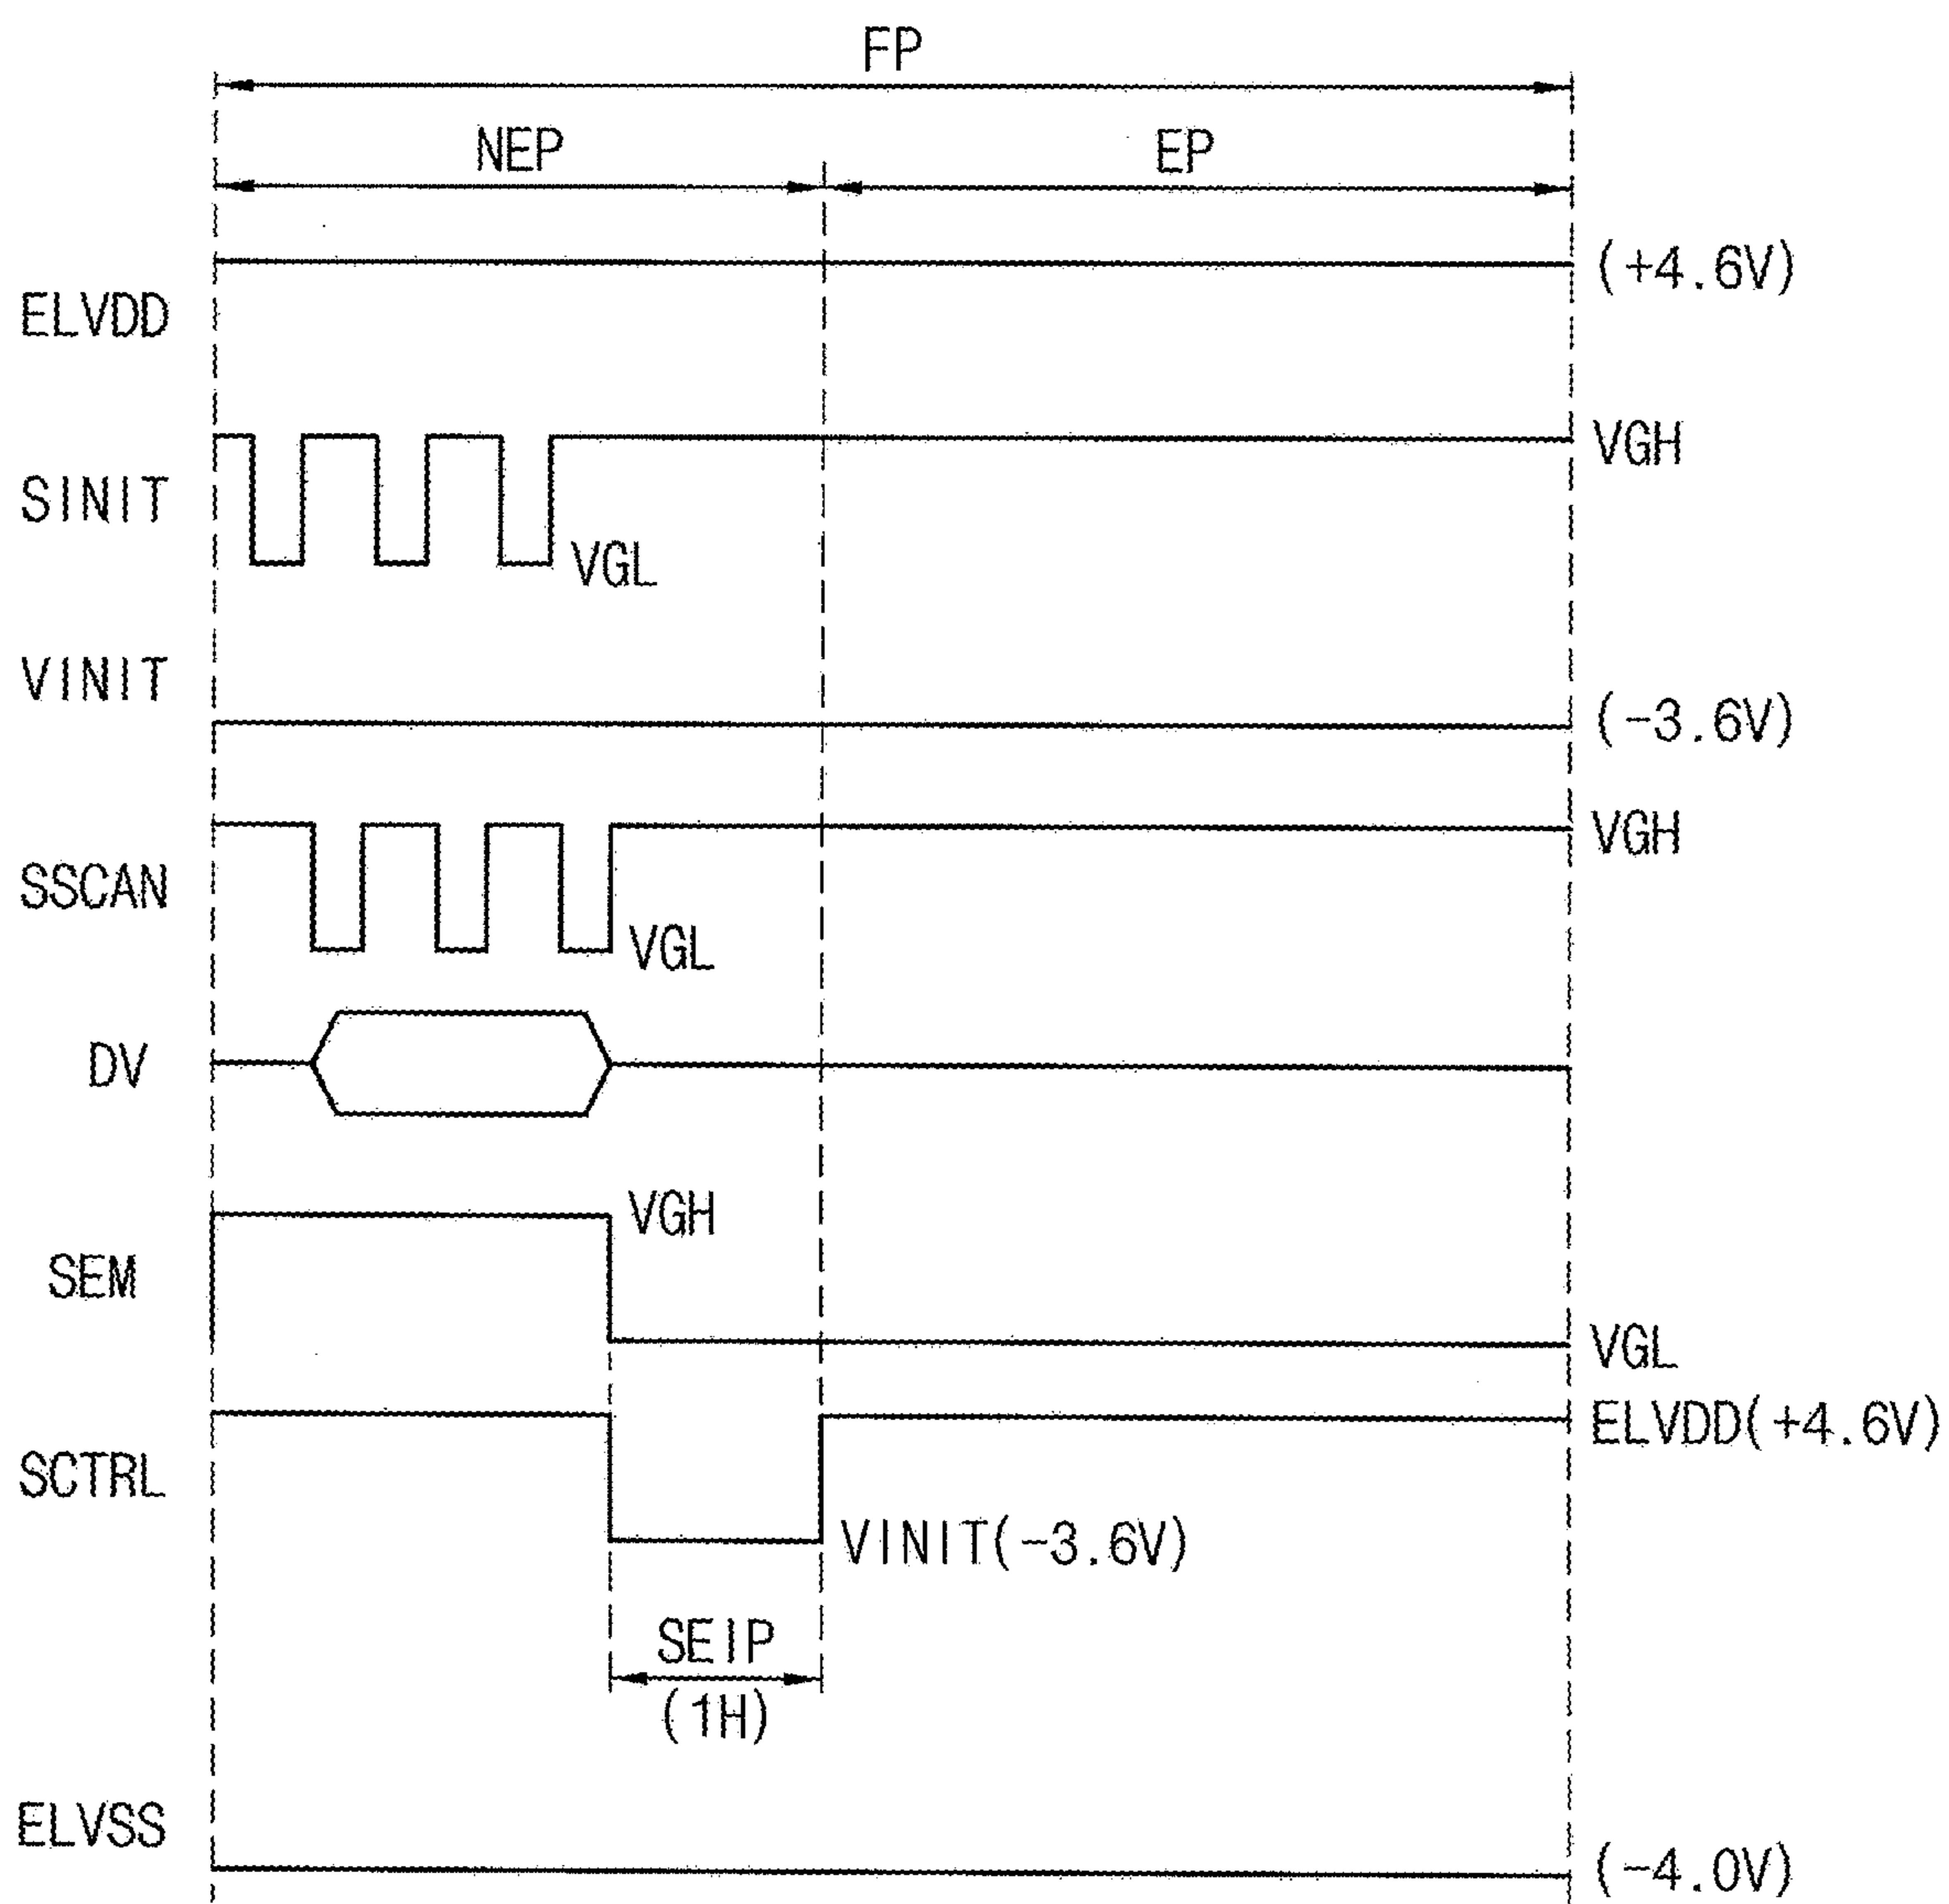 FP
NEP
EP
ELVDD
(+4.6V)
SINIT
VGH
VGL
VINIT
(-3.6V)
SSCAN
VGH
VGL
DV
SEM
VGH
VGL
SCTRL
ELVDD(+4.6V)
VINIT(-3.6V)
SEIP
(1H)
ELVSS
(-4.0V)